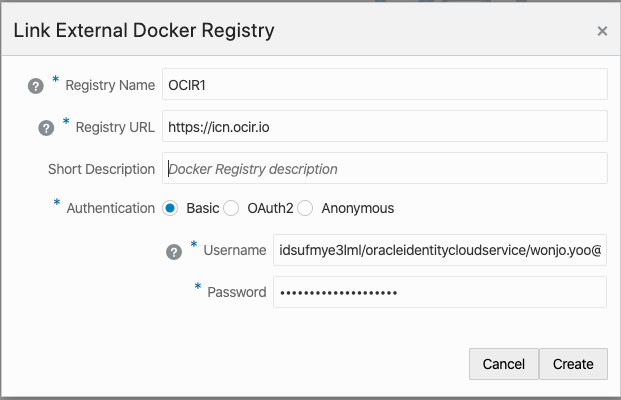 Link External Docker Registry ×
? * Registry Name OCIR1
? * Registry URL https://icn.ocir.io
Short Description Docker Registry description
* Authentication Basic OAuth2 Anonymous
? * Username idsufmye3lml/oracleidentitycloudservice/wonjo.yoo@
* Password ••••••••••••••••••••
Cancel Create